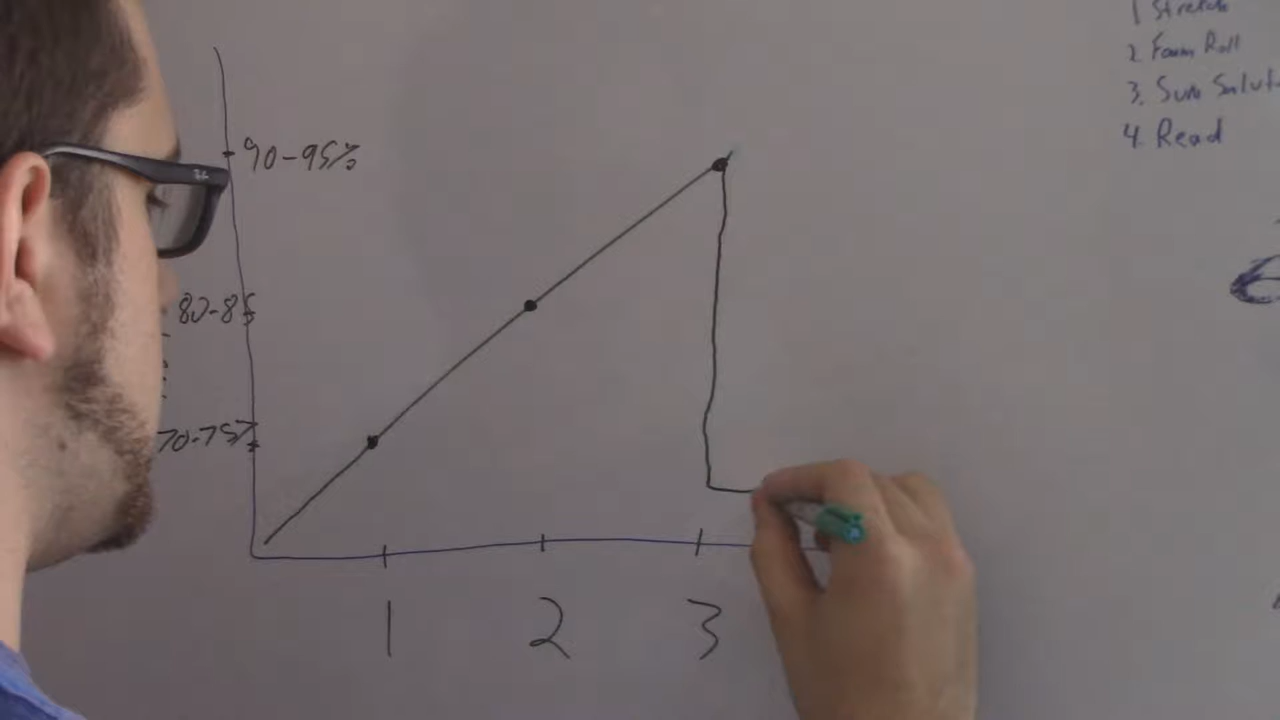 90-95%
80-85
70-75%
1 2 3
1 Stretch
2 Foam Roll
3. Sun Salut
4. Read